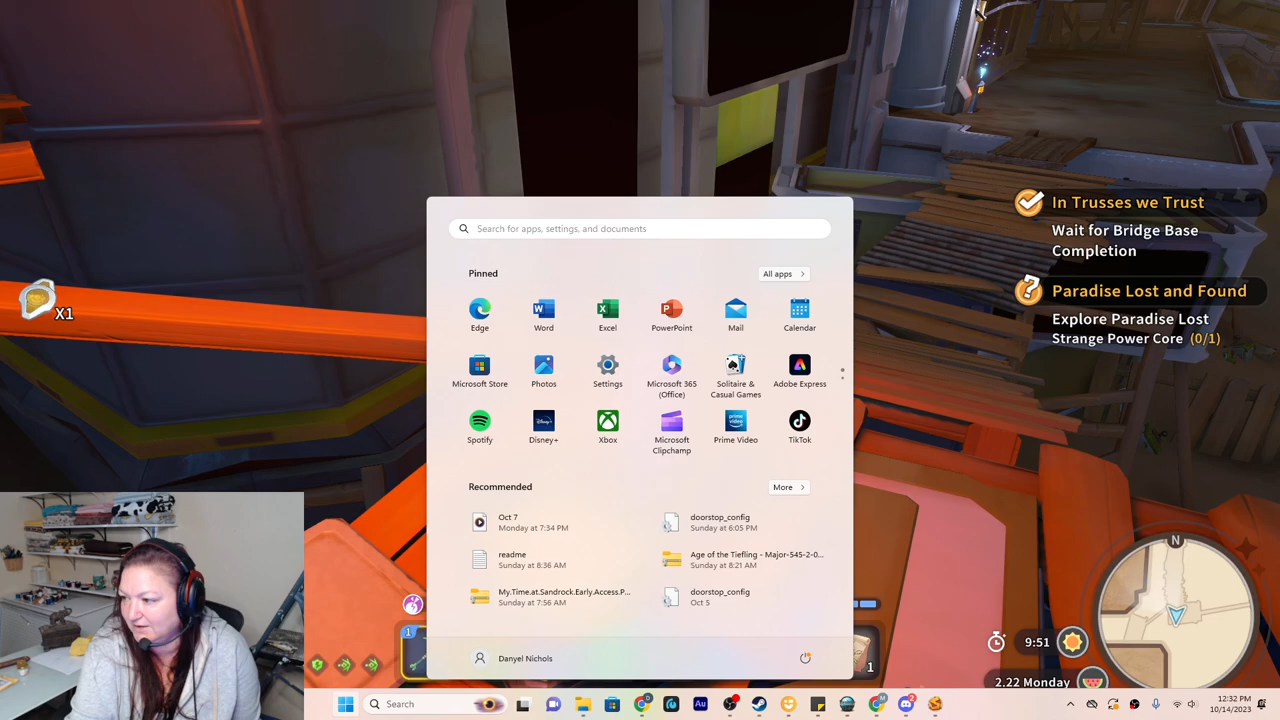 In Trusses we Trust
Wait for Bridge Base
Completion
Paradise Lost and Found
Explore Paradise Lost
Strange Power Core (0/1)
X1
Search for apps, settings, and documents
Pinned
All apps
Edge
Word
Excel
PowerPoint
Mail
Calendar
Microsoft Store
Photos
Settings
Microsoft 365
(Office)
Solitaire &
Casual Games
Adobe Express
Spotify
Disney+
Xbox
Microsoft
Clipchamp
prime
video
Prime Video
TikTok
Recommended
More
Oct 7
Monday at 7:34 PM
doorstop_config
Sunday at 6:05 PM
readme
Sunday at 8:36 AM
Age of the Tiefling - Major-545-2-0...
Sunday at 8:21 AM
My.Time.at.Sandrock.Early.Access.P...
Sunday at 7:56 AM
doorstop_config
Oct 5
Danyel Nichols
1
1
N
9:51
2.22 Monday
Search
Au
12:32 PM
10/14/2023